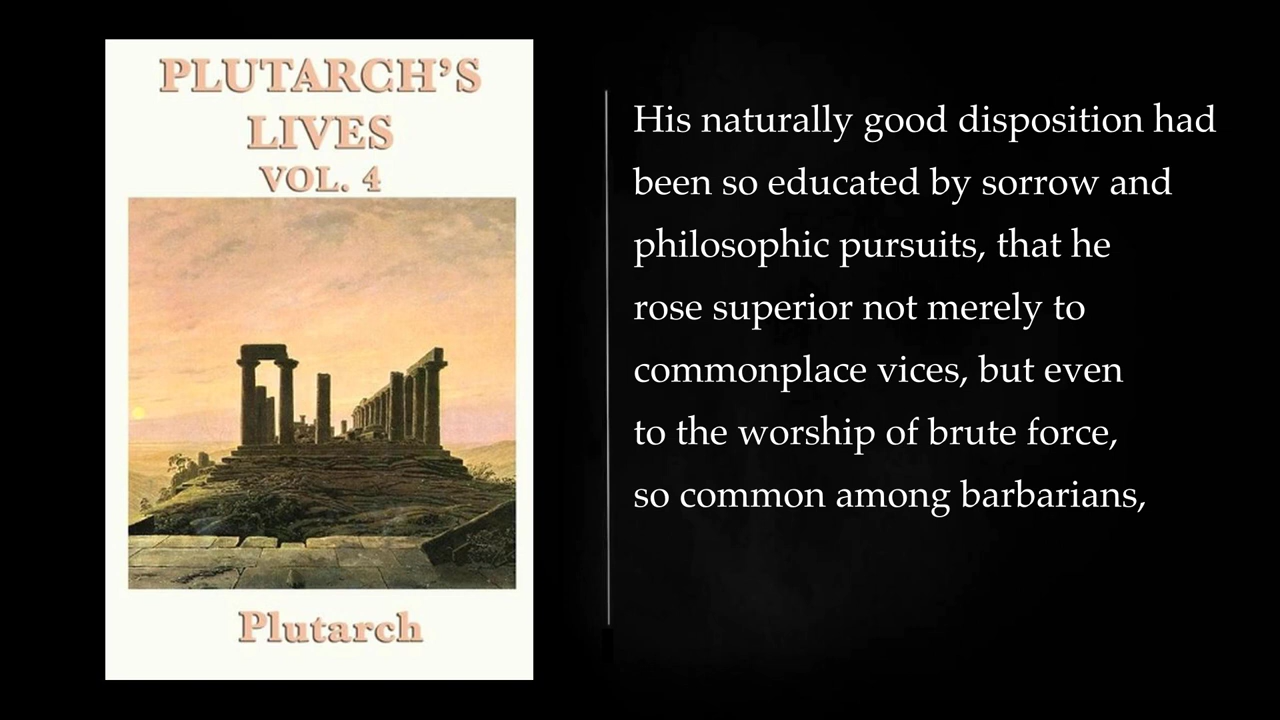 PLUTARCH'S
LIVES
VOL. 4
Plutarch
His naturally good disposition had
been so educated by sorrow and
philosophic pursuits, that he
rose superior not merely to
commonplace vices, but even
to the worship of brute force,
so common among barbarians,